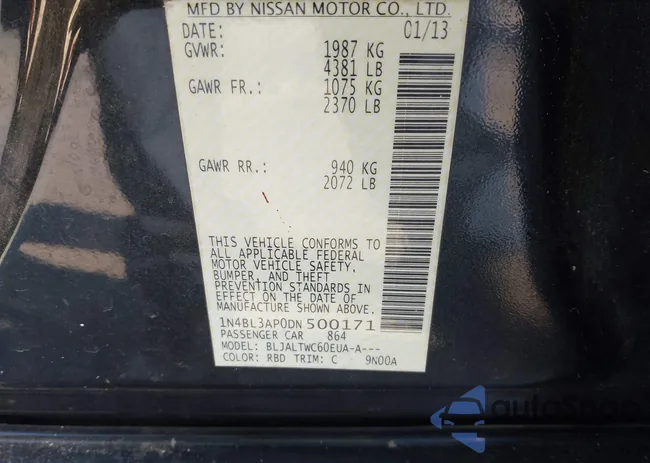 MFD BY NISSAN MOTOR CO., LTD.
DATE: 01/13
GVWR: 1987 KG
4381 LB
GAWR FR.: 1075 KG
2370 LB
GAWR RR.: 940 KG
2072 LB
THIS VEHICLE CONFORMS TO
ALL APPLICABLE FEDERAL
MOTOR VEHICLE SAFETY,
BUMPER, AND THEFT
PREVENTION STANDARDS IN
EFFECT ON THE DATE OF
MANUFACTURE SHOWN ABOVE.
1N4BL3AP0DN500171
PASSENGER CAR 864
MODEL: BLJALTWC60EUA-A---
COLOR: RBD TRIM: C 9N00A